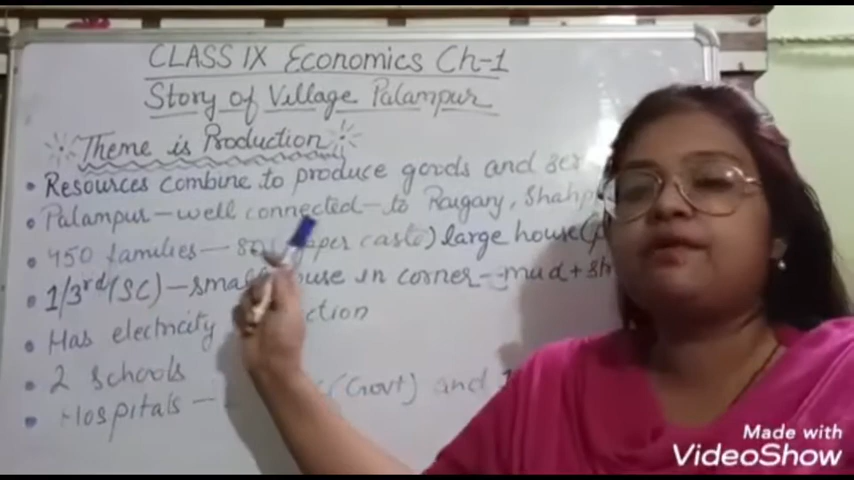 CLASS IX Economics Ch-1
Story of Village Palampur
Theme is Production
• Resources combine to produce goods and ser
• Palampur - well connected - to Raiganj, Shahp
• 450 families - 80 upper caste) large house (
• 1/3rd (SC) - small house in corner - mud + st
• Has electricity ction
• 2 schools
• Hospitals - (Govt) and 1
Made with
VideoShow